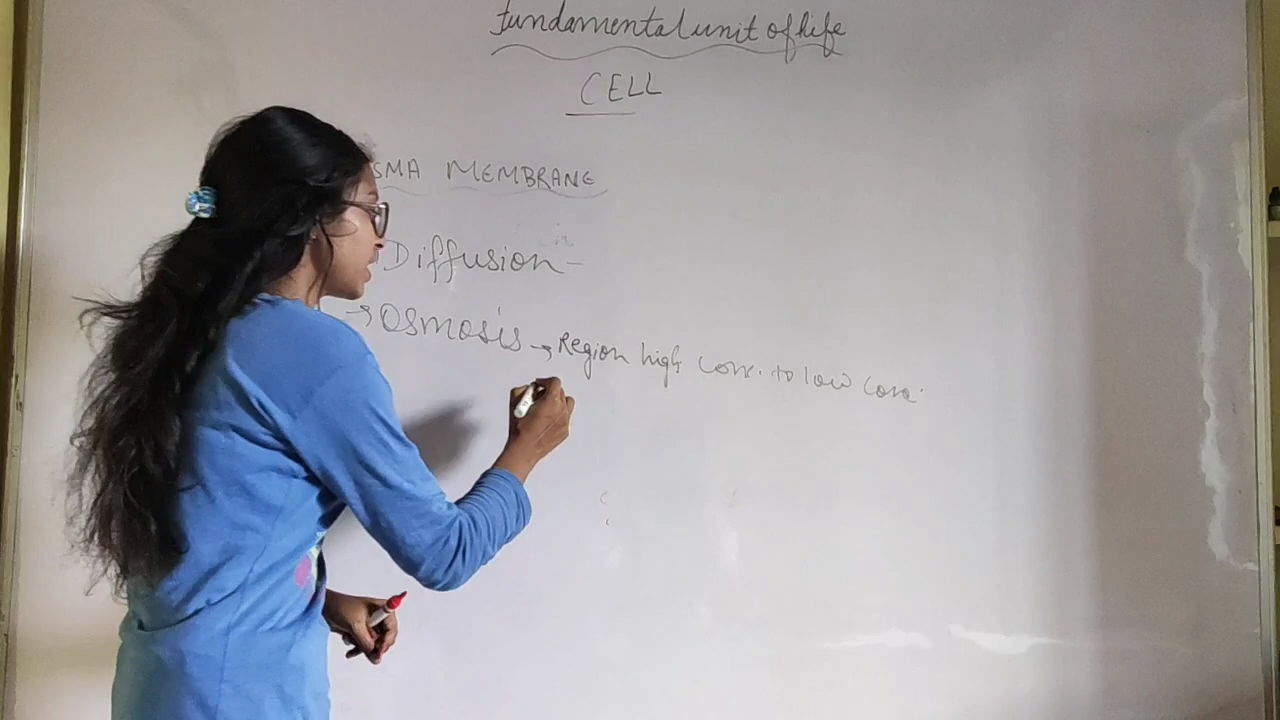 Fundamental unit of life
CELL
SMA MEMBRANE
Diffusion -
→ Osmosis → Region high conc. to low conc.